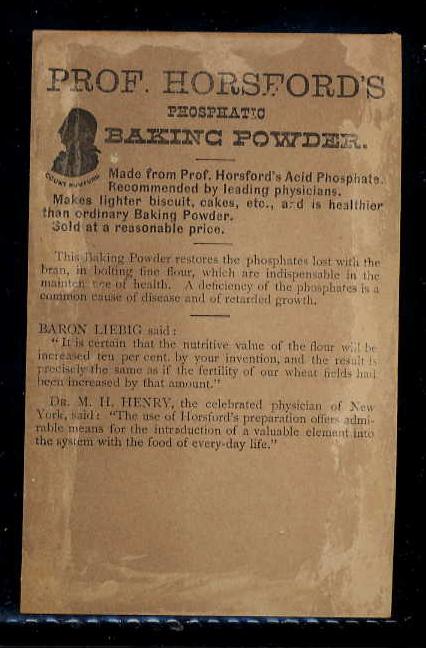 PROF. HORSFORD'S
PHOSPHATIC
BAKING POWDER.
COUNT RUMFORD
Made from Prof. Horsford's Acid Phosphate.
Recommended by leading physicians.
Makes lighter biscuit, cakes, etc., and is healthier
than ordinary Baking Powder.
Sold at a reasonable price.
This Baking Powder restores the phosphates lost with the
bran, in bolting fine flour, which are indispensable in the
maintenance of health. A deficiency of the phosphates is a
common cause of disease and of retarded growth.
BARON LIEBIG said:
"It is certain that the nutritive value of the flour will be
increased ten per cent. by your invention, and the result is
precisely the same as if the fertility of our wheat fields had
been increased by that amount."
DR. M. H. HENRY, the celebrated physician of New
York, said: "The use of Horsford's preparation offers admi-
rable means for the introduction of a valuable element into
the system with the food of every-day life."